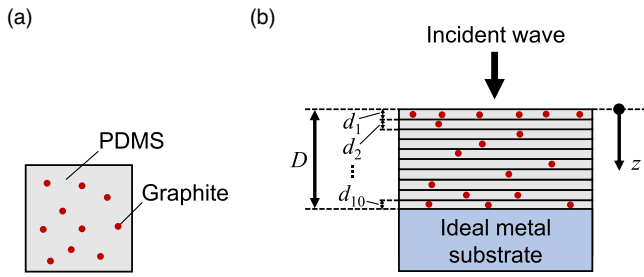 (a)
PDMS
Graphite
(b)
Incident wave
d1
d2
D
⋮
d10
z
Ideal metal
substrate